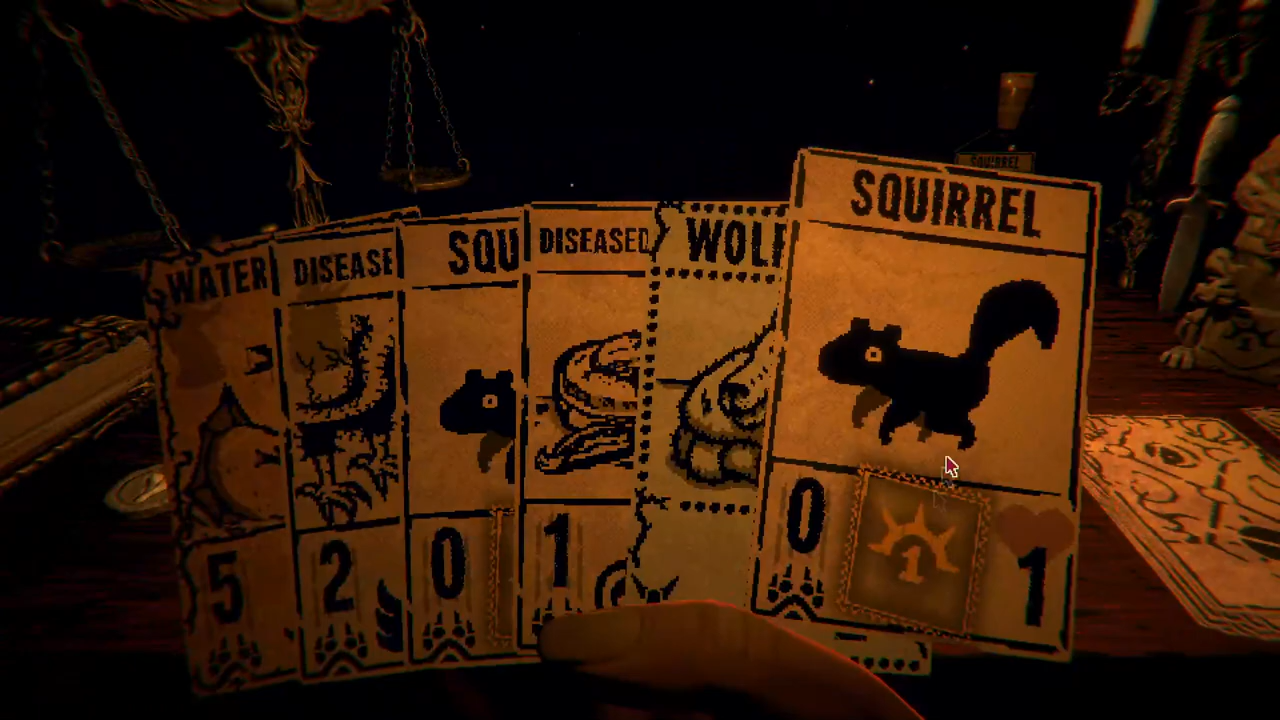 SQUIRREL
SQUIRREL
WATER
DISEASE
SQU
DISEASED
WOLF
5
2
0
1
0
1
1